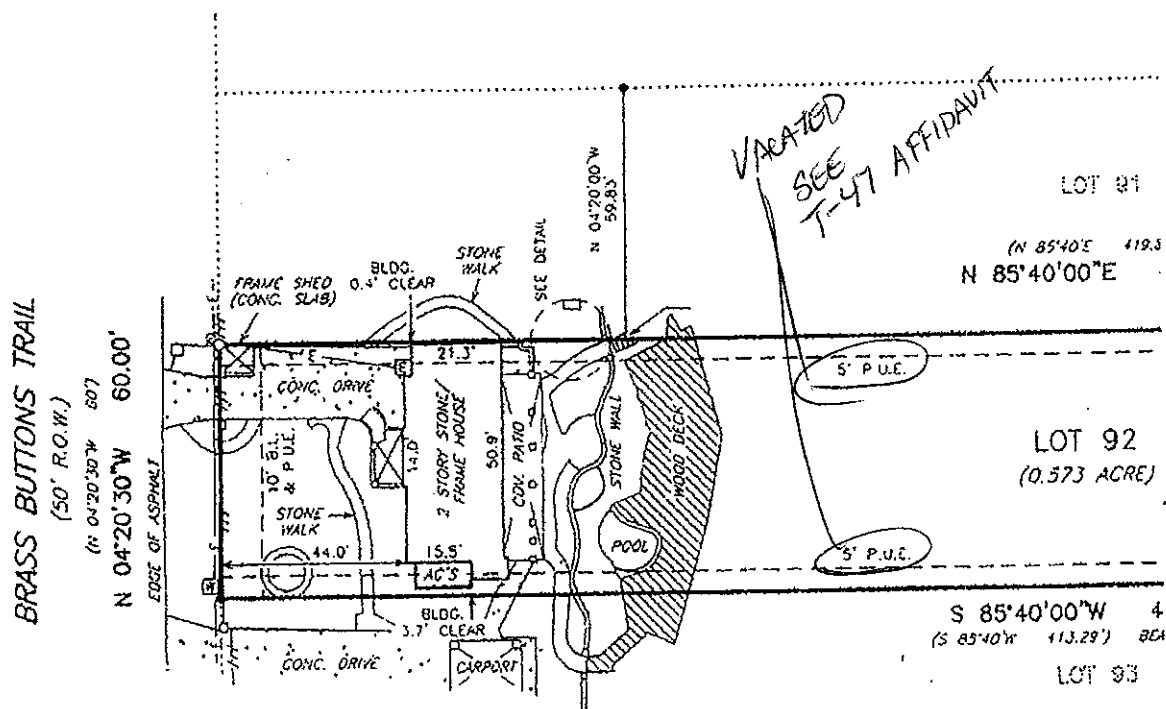 VACATED
SEE
T-47 AFFIDAVIT
LOT 91
(N 85°40'E 419.8
N 85°40'00"E
N 04°20'00"W
59.83'
SEE DETAIL
STONE
WALK
BLDG.
0.4' CLEAR
FRAME SHED
(CONC. SLAB)
E
21.3'
CONC. DRIVE
5' P.U.E.
BRASS BUTTONS TRAIL
(50' R.O.W.)
(N 04°20'30"W 60')
N 04°20'30"W 60.00'
EDGE OF ASPHALT
10' B.L.
& P.U.E.
14.0'
2 STORY STONE
FRAME HOUSE
50.9'
COV. PATIO
STONE WALL
WOOD DECK
LOT 92
(0.573 ACRE)
STONE
WALK
POOL
44.0'
15.5'
AC'S
5' P.U.E.
BLDG.
3.7' CLEAR
S 85°40'00"W 4
(S 85°40'W 413.29') BEA
CONC. DRIVE
CARPORT
LOT 93